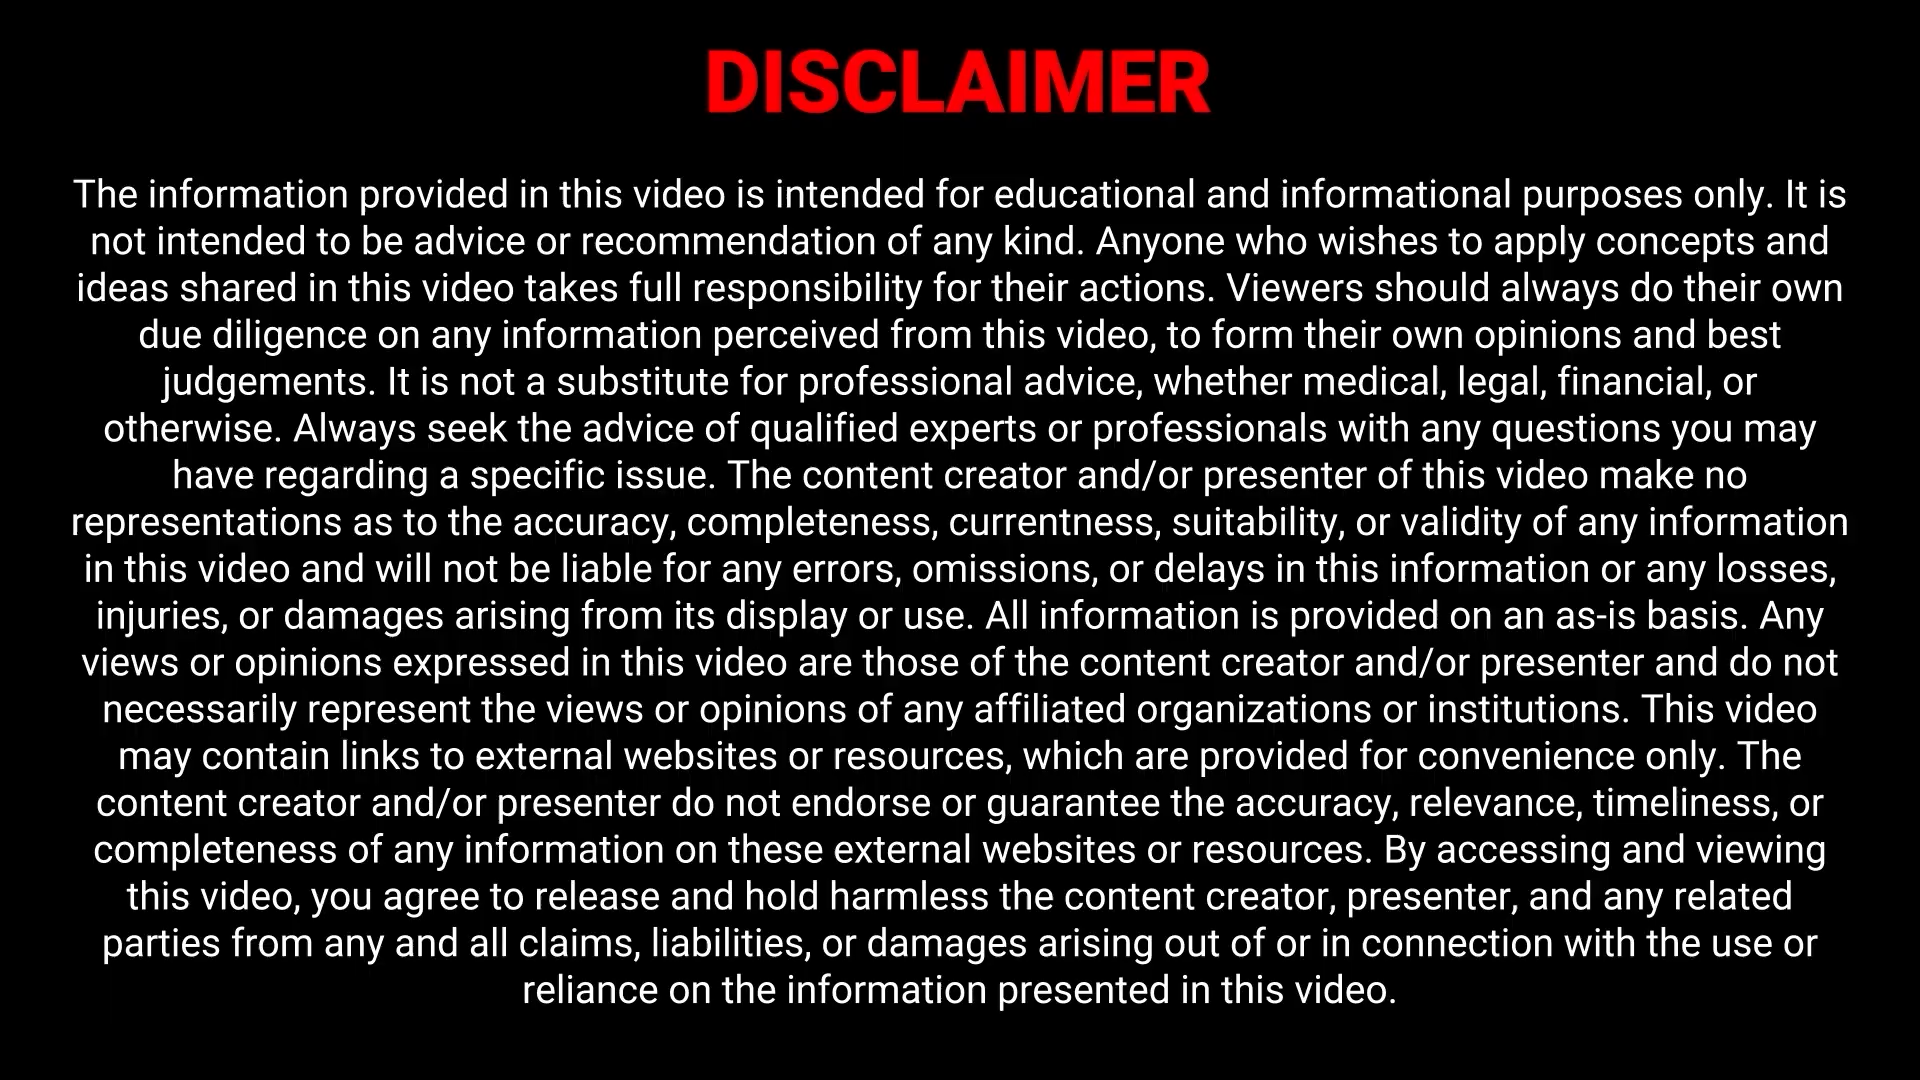 DISCLAIMER
The information provided in this video is intended for educational and informational purposes only. It is
not intended to be advice or recommendation of any kind. Anyone who wishes to apply concepts and
ideas shared in this video takes full responsibility for their actions. Viewers should always do their own
due diligence on any information perceived from this video, to form their own opinions and best
judgements. It is not a substitute for professional advice, whether medical, legal, financial, or
otherwise. Always seek the advice of qualified experts or professionals with any questions you may
have regarding a specific issue. The content creator and/or presenter of this video make no
representations as to the accuracy, completeness, currentness, suitability, or validity of any information
in this video and will not be liable for any errors, omissions, or delays in this information or any losses,
injuries, or damages arising from its display or use. All information is provided on an as-is basis. Any
views or opinions expressed in this video are those of the content creator and/or presenter and do not
necessarily represent the views or opinions of any affiliated organizations or institutions. This video
may contain links to external websites or resources, which are provided for convenience only. The
content creator and/or presenter do not endorse or guarantee the accuracy, relevance, timeliness, or
completeness of any information on these external websites or resources. By accessing and viewing
this video, you agree to release and hold harmless the content creator, presenter, and any related
parties from any and all claims, liabilities, or damages arising out of or in connection with the use or
reliance on the information presented in this video.